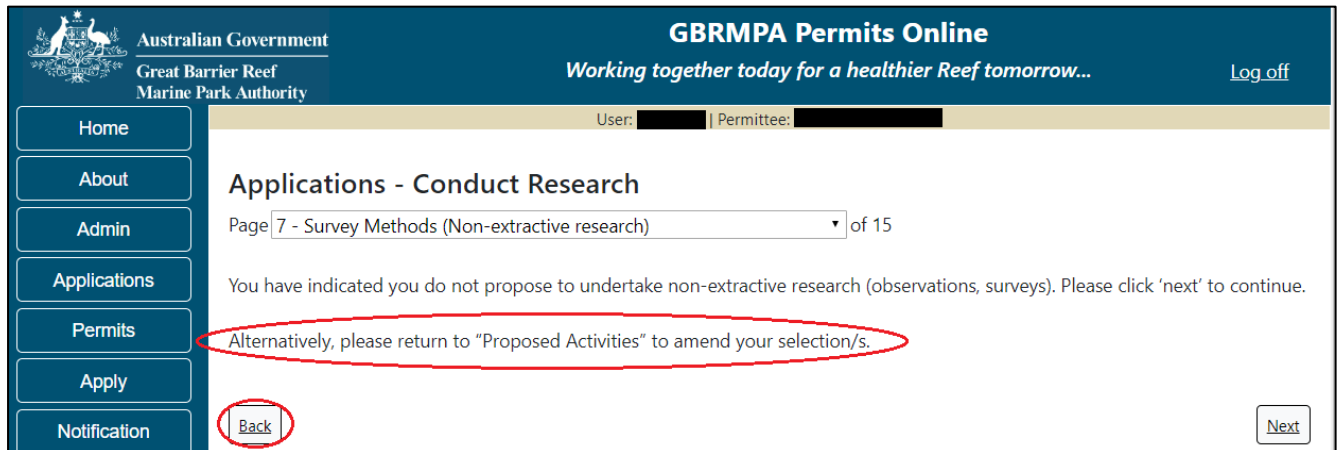 Australian Government
Great Barrier Reef
Marine Park Authority
GBRMPA Permits Online
Working together today for a healthier Reef tomorrow...
Log off
User: | Permittee:
Home
About
Admin
Applications
Permits
Apply
Notification
Applications - Conduct Research
Page 7 - Survey Methods (Non-extractive research) of 15
You have indicated you do not propose to undertake non-extractive research (observations, surveys). Please click ‘next’ to continue.
Alternatively, please return to “Proposed Activities” to amend your selection/s.
Back
Next